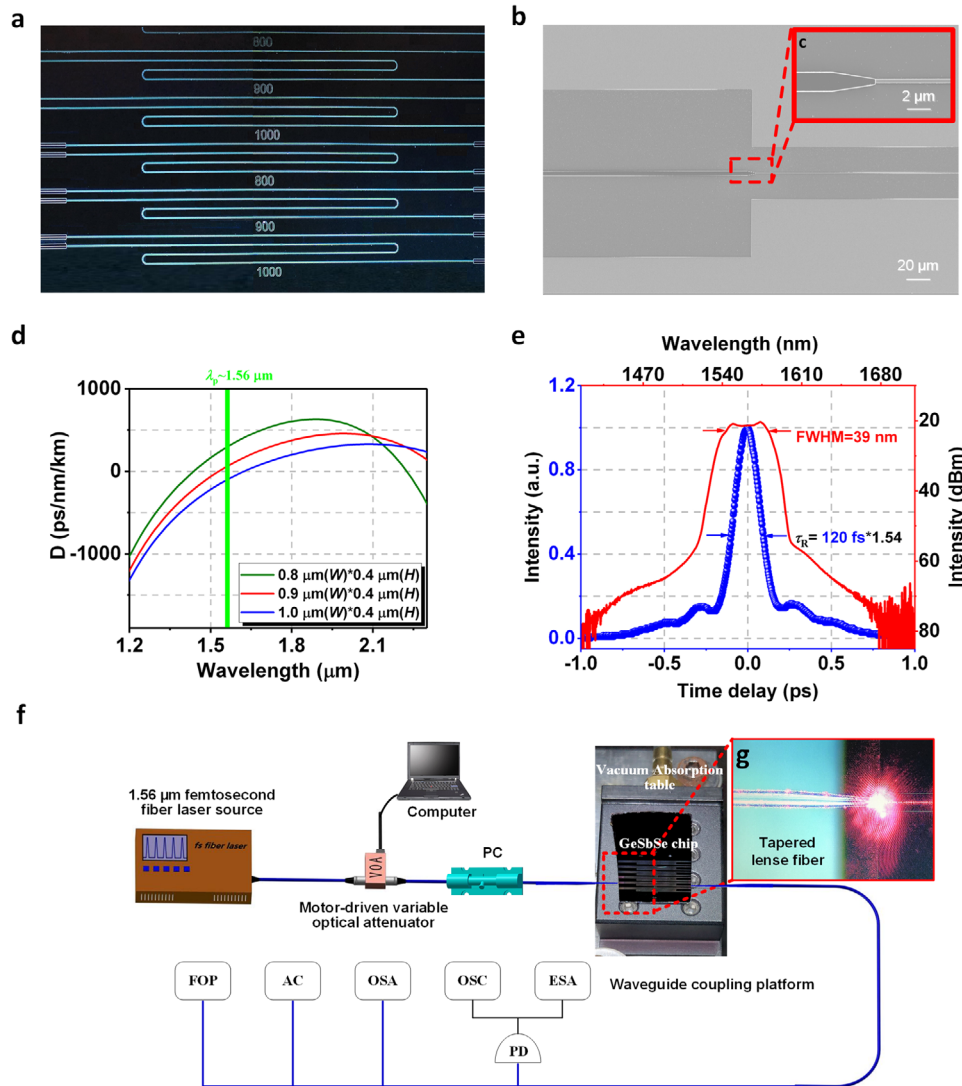 a
800
900
1000
800
900
1000
b
c
2 μm
20 μm
d
λp~1.56 μm
1000
0
-1000
D (ps/nm/km)
0.8 μm(W)*0.4 μm(H)
0.9 μm(W)*0.4 μm(H)
1.0 μm(W)*0.4 μm(H)
1.2
1.5
1.8
2.1
Wavelength (μm)
e
Wavelength (nm)
1470
1540
1610
1680
1.2
0.8
0.4
0.0
Intensity (a.u.)
FWHM=39 nm
τR= 120 fs*1.54
20
40
60
80
Intensity (dBm)
-1.0
-0.5
0.0
0.5
1.0
Time delay (ps)
f
1.56 μm femtosecond
fiber laser source
fs fiber laser
Computer
VOA
Motor-driven variable
optical attenuator
PC
Vacuum Absorption
table
GeSbSe chip
g
Tapered
lense fiber
Waveguide coupling platform
FOP
AC
OSA
OSC
ESA
PD